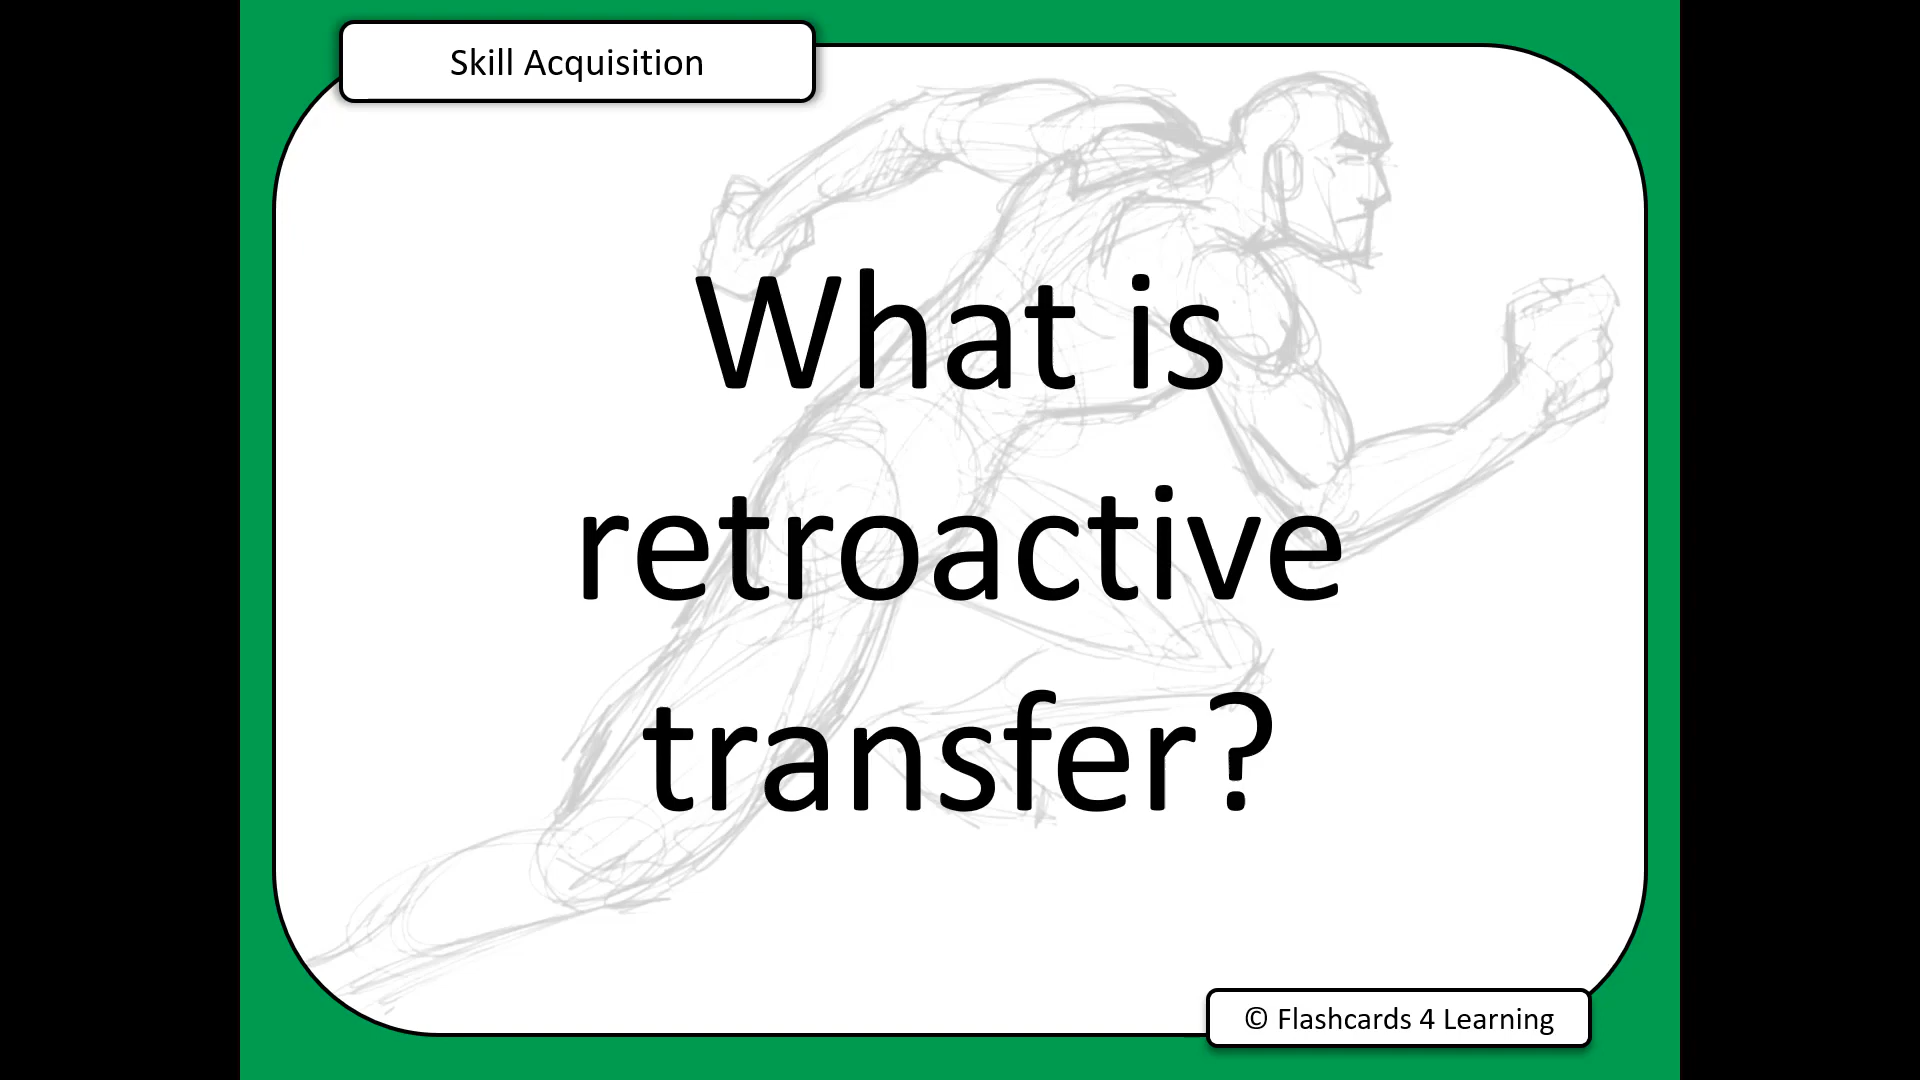 Skill Acquisition
What is
retroactive
transfer?
© Flashcards 4 Learning